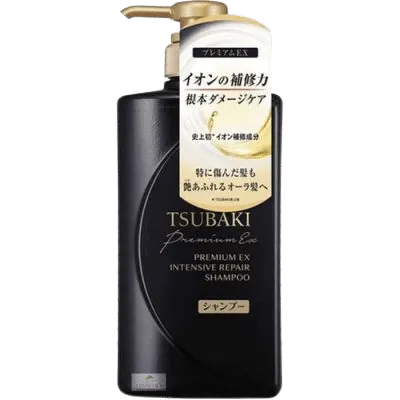 プレミアムEX
イオンの補修力
根本ダメージケア
史上初*イオン補修成分
特に傷んだ髪も
艶あふれるオーラ髪へ
TSUBAKI
Premium Ex
PREMIUM EX
INTENSIVE REPAIR
SHAMPOO
シャンプー